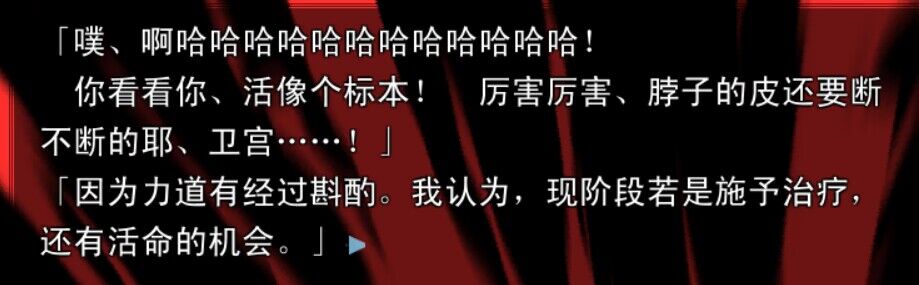 「噗、啊哈哈哈哈哈哈哈哈哈哈哈哈！
你看看你、活像个标本！　厉害厉害、脖子的皮还要断
不断的耶、卫宫……！」
「因为力道有经过斟酌。我认为，现阶段若是施予治疗，
还有活命的机会。」